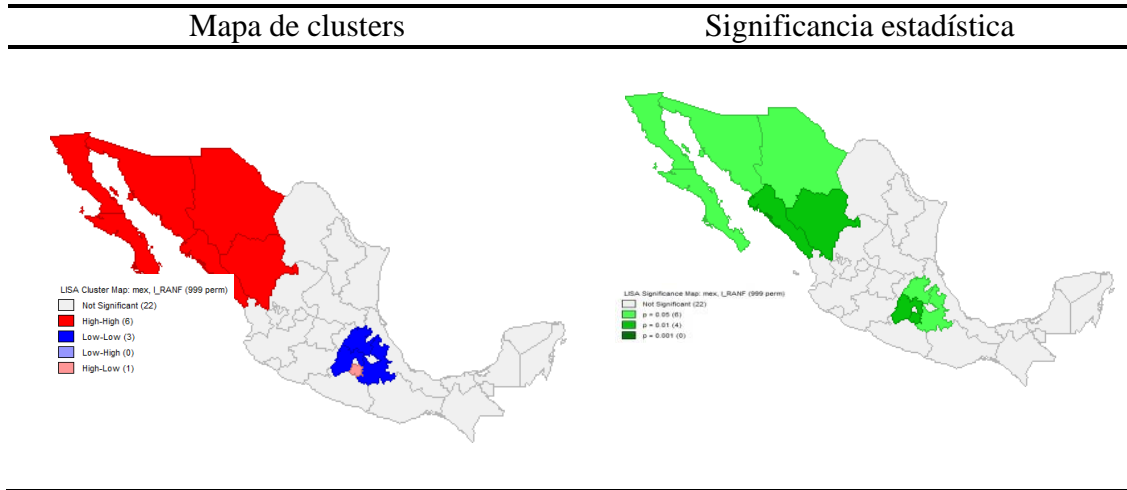 Mapa de clusters
Significancia estadística
LISA Cluster Map: mex, I_RANF (999 perm)
Not Significant (22)
High-High (6)
Low-Low (3)
Low-High (0)
High-Low (1)
LISA Significance Map: mex, I_RANF (999 perm)
Not Significant (22)
p = 0.05 (6)
p = 0.01 (4)
p = 0.001 (0)